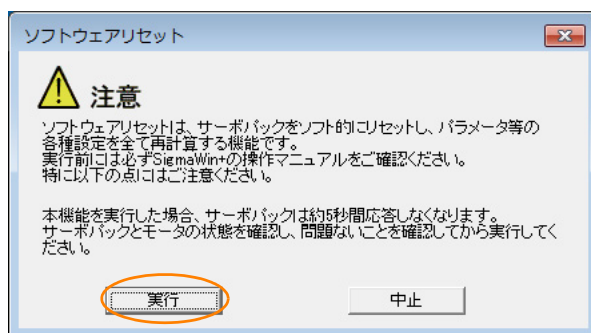 ソフトウェアリセット
注意
ソフトウェアリセットは、サーボパックをソフト的にリセットし、パラメータ等の
各種設定を全て再計算する機能です。
実行前には必ずSigmaWin+の操作マニュアルをご確認ください。
特に以下の点にはご注意ください。
本機能を実行した場合、サーボパックは約5秒間応答しなくなります。
サーボパックとモータの状態を確認し、問題ないことを確認してから実行してく
ださい。
実行
中止